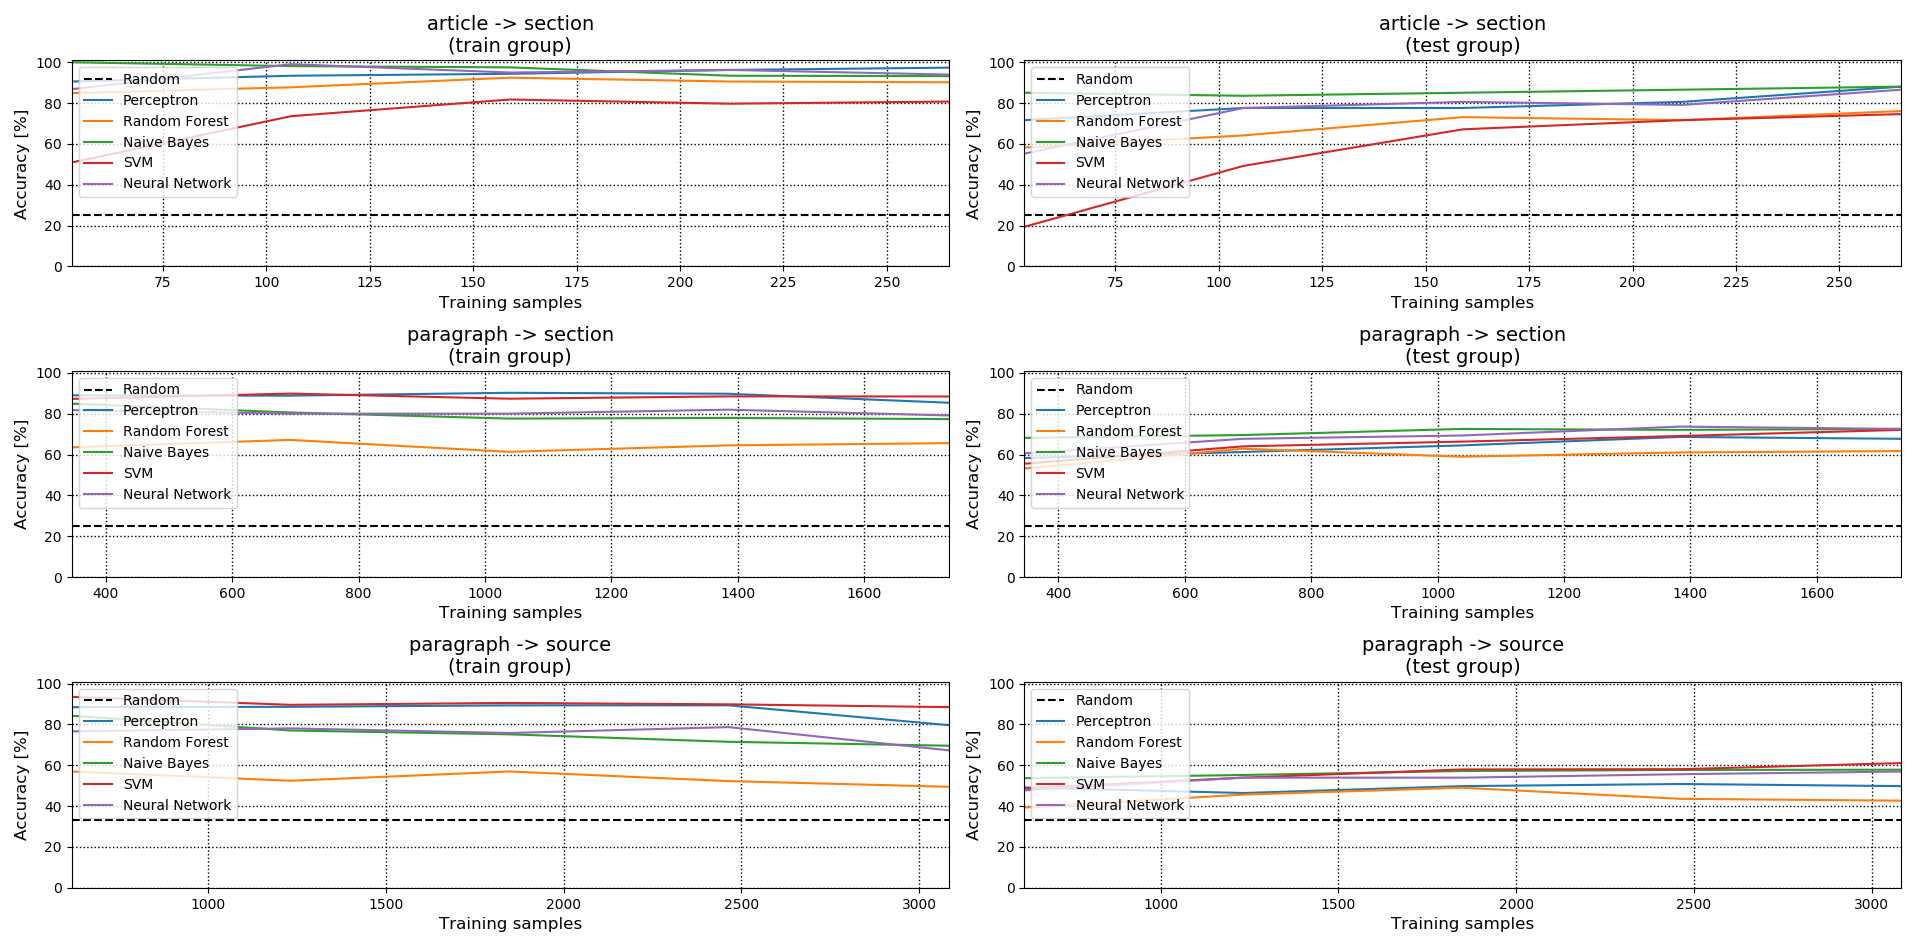 article -> section
(train group)
Accuracy [%]
100
80
60
40
20
0
Random
Perceptron
Random Forest
Naive Bayes
SVM
Neural Network
75 100 125 150 175 200 225 250
Training samples
article -> section
(test group)
Accuracy [%]
100
80
60
40
20
0
Random
Perceptron
Random Forest
Naive Bayes
SVM
Neural Network
75 100 125 150 175 200 225 250
Training samples
paragraph -> section
(train group)
Accuracy [%]
100
80
60
40
20
0
Random
Perceptron
Random Forest
Naive Bayes
SVM
Neural Network
400 600 800 1000 1200 1400 1600
Training samples
paragraph -> section
(test group)
Accuracy [%]
100
80
60
40
20
0
Random
Perceptron
Random Forest
Naive Bayes
SVM
Neural Network
400 600 800 1000 1200 1400 1600
Training samples
paragraph -> source
(train group)
Accuracy [%]
100
80
60
40
20
0
Random
Perceptron
Random Forest
Naive Bayes
SVM
Neural Network
1000 1500 2000 2500 3000
Training samples
paragraph -> source
(test group)
Accuracy [%]
100
80
60
40
20
0
Random
Perceptron
Random Forest
Naive Bayes
SVM
Neural Network
1000 1500 2000 2500 3000
Training samples